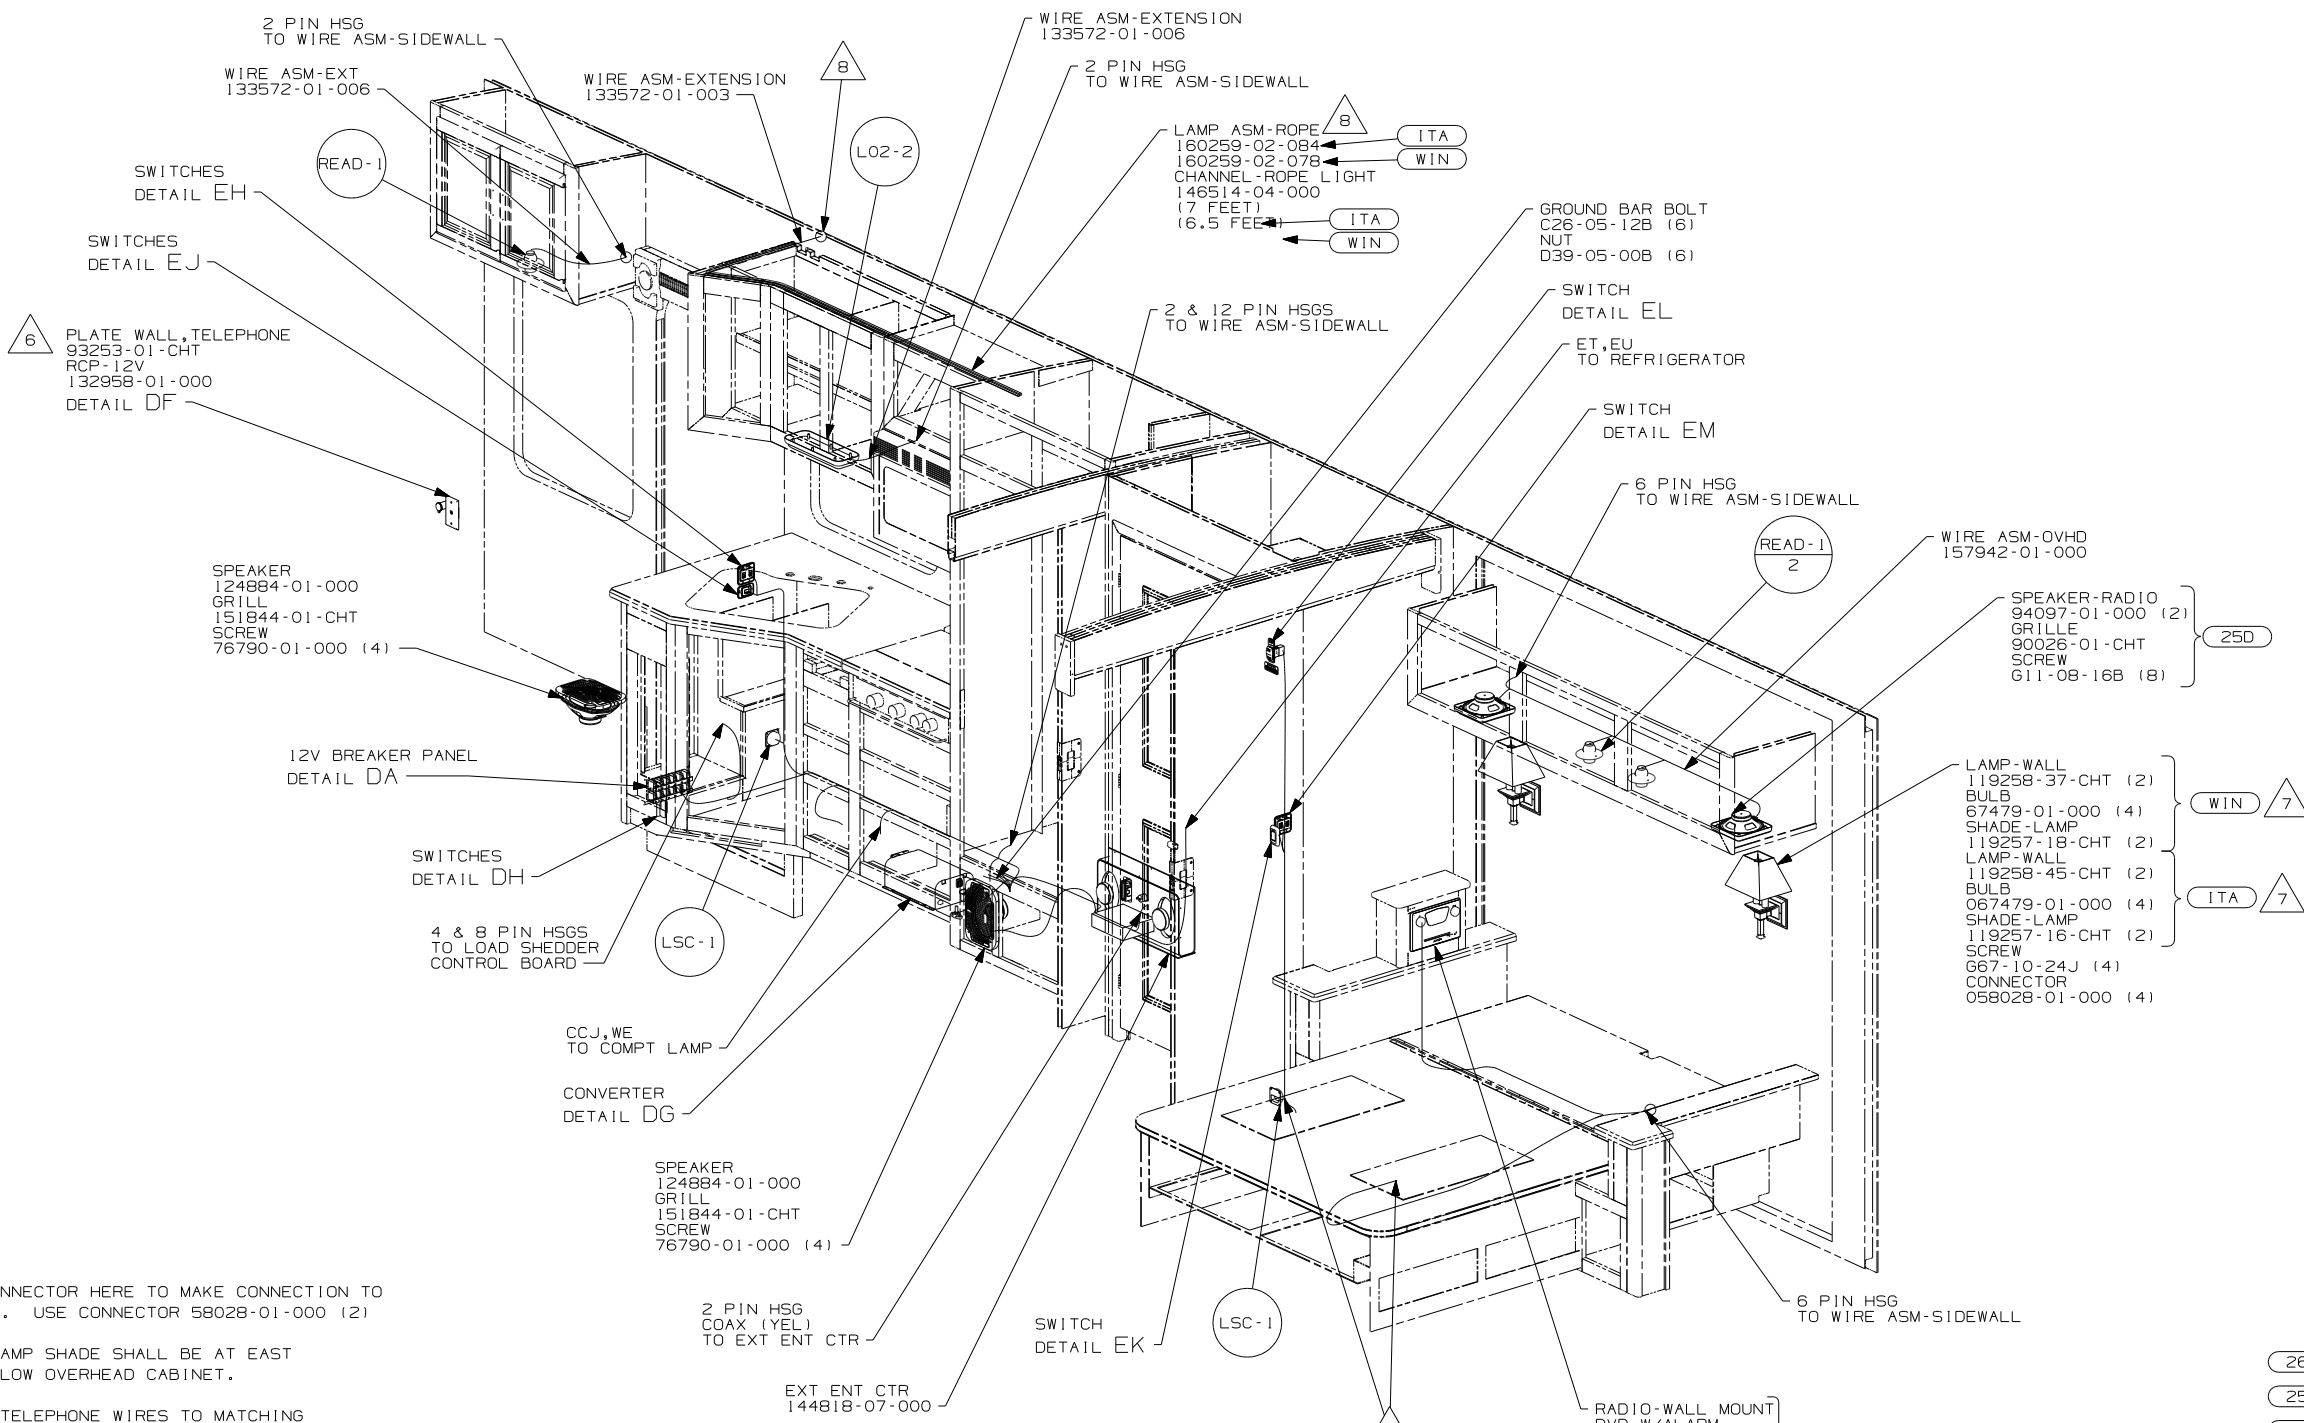 2 PIN HSG
TO WIRE ASM-SIDEWALL
WIRE ASM-EXT
133572-01-006
READ-1
SWITCHES
DETAIL EH
SWITCHES
DETAIL EJ
6
PLATE WALL,TELEPHONE
93253-01-CHT
RCP-12V
132958-01-000
DETAIL DF
WIRE ASM-EXTENSION
133572-01-003
8
L02-2
WIRE ASM-EXTENSION
133572-01-006
2 PIN HSG
TO WIRE ASM-SIDEWALL
LAMP ASM-ROPE
8
160259-02-084
ITA
160259-02-078
WIN
CHANNEL-ROPE LIGHT
146514-04-000
(7 FEET)
ITA
(6.5 FEET)
WIN
2 & 12 PIN HSGS
TO WIRE ASM-SIDEWALL
GROUND BAR BOLT
C26-05-12B (6)
NUT
D39-05-00B (6)
SWITCH
DETAIL EL
ET,EU
TO REFRIGERATOR
SWITCH
DETAIL EM
6 PIN HSG
TO WIRE ASM-SIDEWALL
READ-1
2
WIRE ASM-OVHD
157942-01-000
SPEAKER-RADIO
94097-01-000 (2)
GRILLE
90026-01-CHT
SCREW
G11-08-16B (8)
25D
LAMP-WALL
119258-37-CHT (2)
BULB
67479-01-000 (4)
SHADE-LAMP
119257-18-CHT (2)
WIN
7
LAMP-WALL
119258-45-CHT (2)
BULB
067479-01-000 (4)
SHADE-LAMP
119257-16-CHT (2)
ITA
7
SCREW
G67-10-24J (4)
CONNECTOR
058028-01-000 (4)
SPEAKER
124884-01-000
GRILL
151844-01-CHT
SCREW
76790-01-000 (4)
12V BREAKER PANEL
DETAIL DA
SWITCHES
DETAIL DH
4 & 8 PIN HSGS
TO LOAD SHEDDER
CONTROL BOARD
LSC-1
CCJ,WE
TO COMPT LAMP
CONVERTER
DETAIL DG
SPEAKER
124884-01-000
GRILL
151844-01-CHT
SCREW
76790-01-000 (4)
2 PIN HSG
COAX (YEL)
TO EXT ENT CTR
EXT ENT CTR
144818-07-000
SWITCH
DETAIL EK
LSC-1
6 PIN HSG
TO WIRE ASM-SIDEWALL
RADIO-WALL MOUNT
NNECTOR HERE TO MAKE CONNECTION TO
. USE CONNECTOR 58028-01-000 (2)
AMP SHADE SHALL BE AT EAST
LOW OVERHEAD CABINET.
TELEPHONE WIRES TO MATCHING